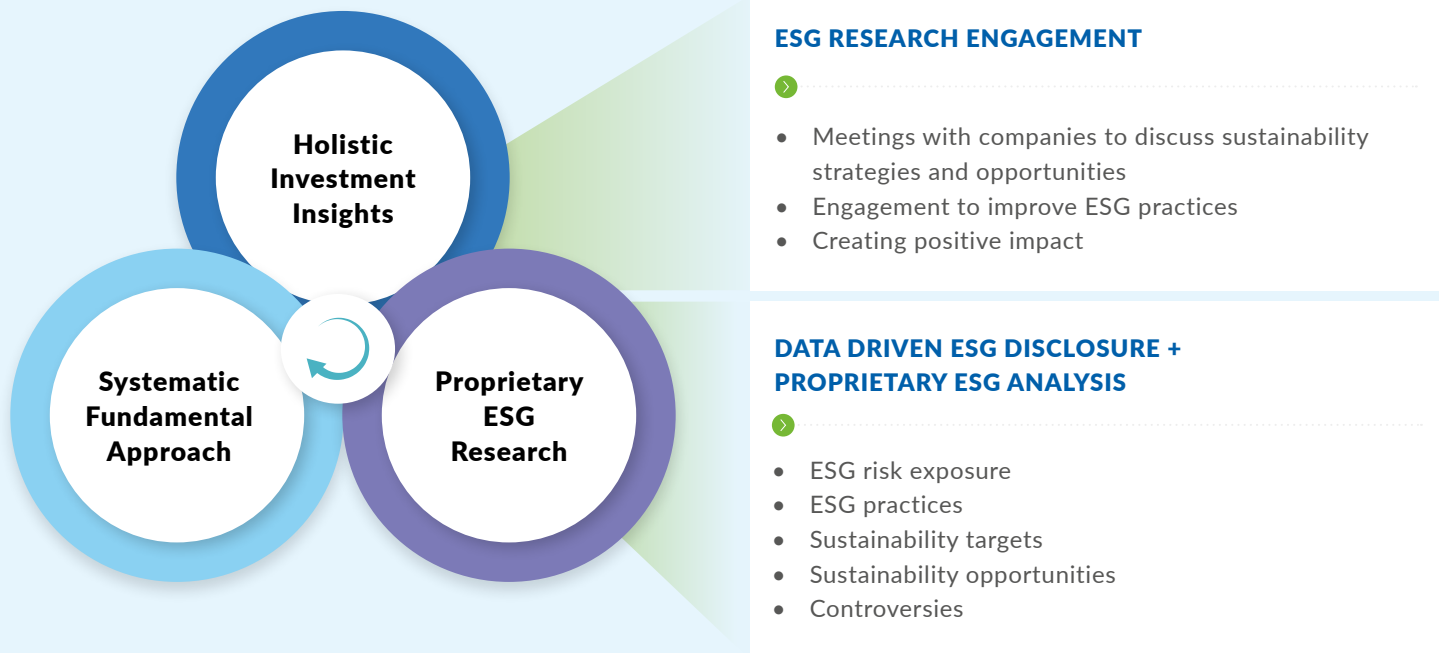 Holistic
Investment
Insights
Systematic
Fundamental
Approach
Proprietary
ESG
Research
ESG RESEARCH ENGAGEMENT
• Meetings with companies to discuss sustainability
strategies and opportunities
• Engagement to improve ESG practices
• Creating positive impact
DATA DRIVEN ESG DISCLOSURE +
PROPRIETARY ESG ANALYSIS
• ESG risk exposure
• ESG practices
• Sustainability targets
• Sustainability opportunities
• Controversies